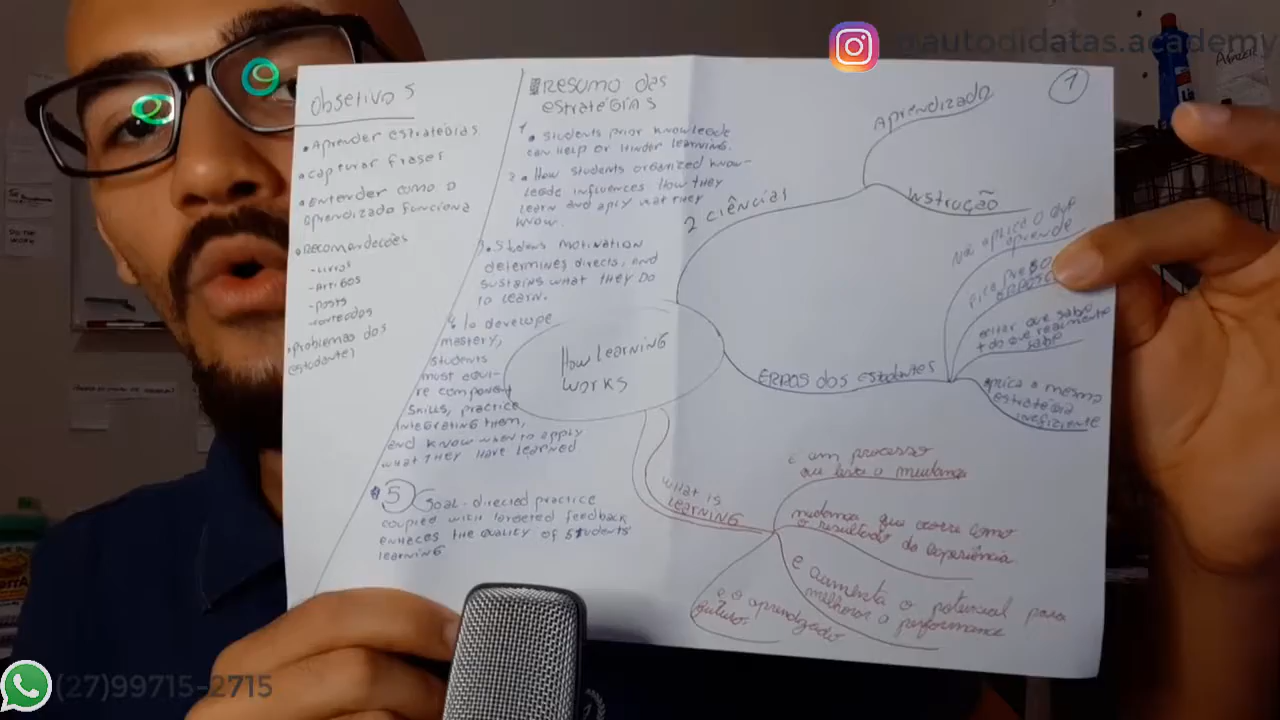 @autodidatas.academy
1
Objetivos
• Aprender estratégias
• capturar frases
• Entender como o
aprendizado funciona
• recomendações
- Livros
- Artigos
- posts
- conteúdos
• problemas dos
estudantes
Resumo das
estratégias
1 • Students prior knowledge
can help or hinder learning.
2 • How students organized know-
ledge influences how they
learn and aply what they
know.
3. Students motivation
determines directs, and
sustains what they do
to learn.
4. To develope
mastery,
students
must aqui-
re component
skills, practice
integrating them,
and know when to apply
what they have learned
5 Goal-directed practice
coupled with targeted feedback
the quality of students'
learning
How Learning
works
2 ciências
Aprendizado
Instrução
Erros dos estudantes
Não aplica o que
aprende
Fica preso
achar que sabe
+ do que realmente
sabe
aplica a mesma
estratégia
ineficiente
What is
learning
é um processo
que leva a mudança
mudança que ocorre como
o resultado da experiência
e aumenta o potencial para
melhorar a performance
e o aprendizado
futuro.
(27)99715-2715